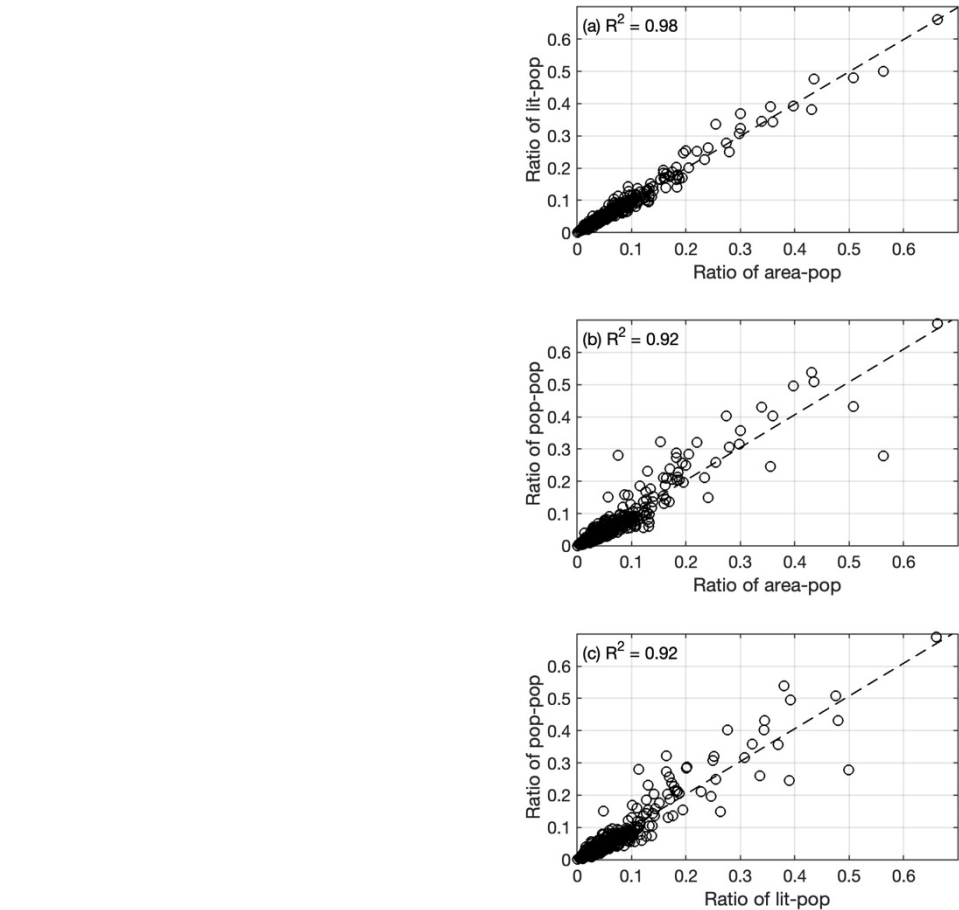 (a) R² = 0.98
Ratio of lit-pop
0.6
0.5
0.4
0.3
0.2
0.1
0
0 0.1 0.2 0.3 0.4 0.5 0.6
Ratio of area-pop
(b) R² = 0.92
Ratio of pop-pop
0.6
0.5
0.4
0.3
0.2
0.1
0
0 0.1 0.2 0.3 0.4 0.5 0.6
Ratio of area-pop
(c) R² = 0.92
Ratio of pop-pop
0.6
0.5
0.4
0.3
0.2
0.1
0
0 0.1 0.2 0.3 0.4 0.5 0.6
Ratio of lit-pop